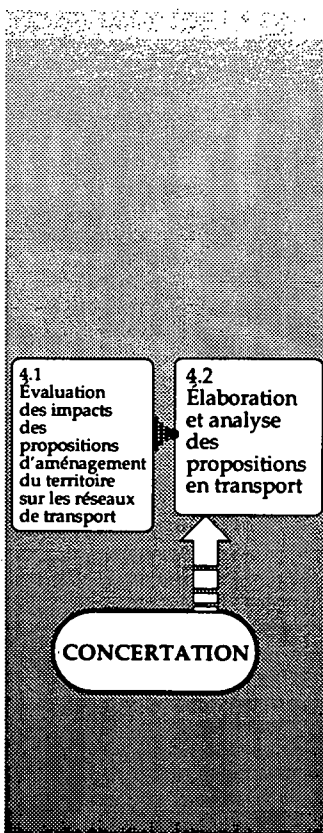 4.1
Évaluation
des impacts
des
propositions
d'aménagement
du territoire
sur les réseaux
de transport
4.2
Élaboration
et analyse
des
propositions
en transport
CONCERTATION